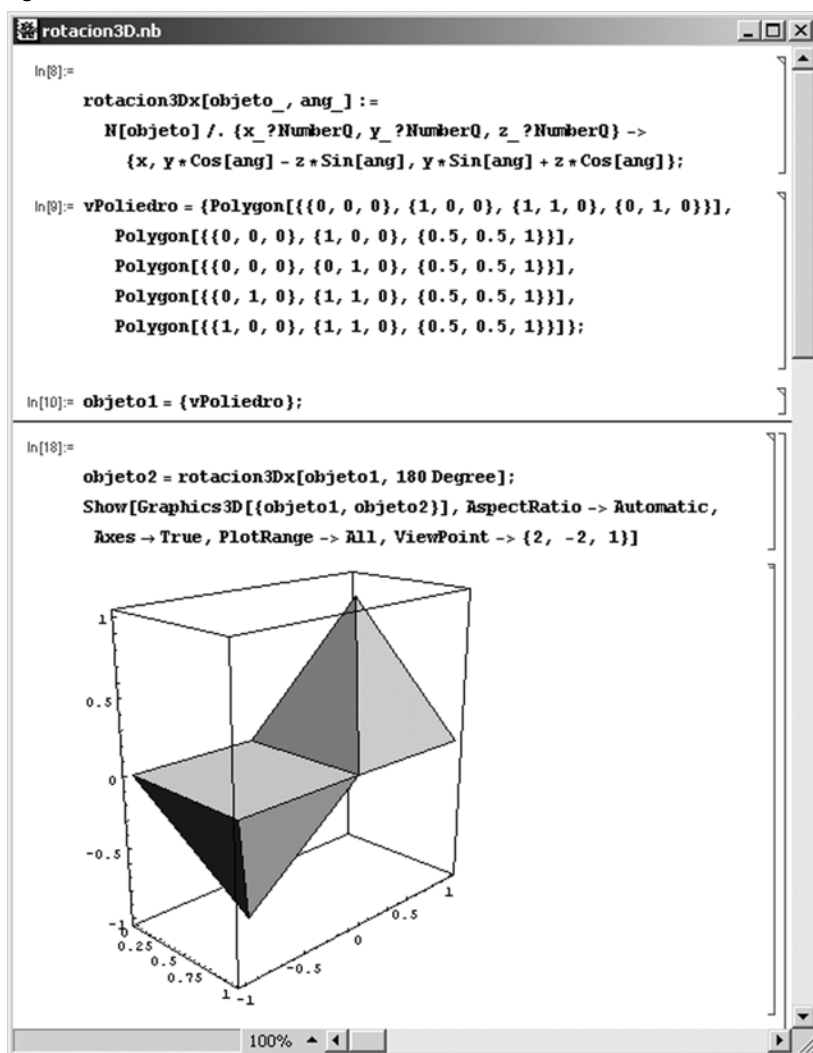 rotacion3D.nb
In[8]:=
rotacion3Dx[objeto_, ang_] :=
N[objeto] /. {x_?NumberQ, y_?NumberQ, z_?NumberQ} ->
{x, y*Cos[ang] - z*Sin[ang], y*Sin[ang] + z*Cos[ang]};
In[9]:= vPoliedro = {Polygon[{{0, 0, 0}, {1, 0, 0}, {1, 1, 0}, {0, 1, 0}}],
Polygon[{{0, 0, 0}, {1, 0, 0}, {0.5, 0.5, 1}}],
Polygon[{{0, 0, 0}, {0, 1, 0}, {0.5, 0.5, 1}}],
Polygon[{{0, 1, 0}, {1, 1, 0}, {0.5, 0.5, 1}}],
Polygon[{{1, 0, 0}, {1, 1, 0}, {0.5, 0.5, 1}}]};
In[10]:= objeto1 = {vPoliedro};
In[18]:=
objeto2 = rotacion3Dx[objeto1, 180 Degree];
Show[Graphics3D[{objeto1, objeto2}], AspectRatio -> Automatic,
Axes → True, PlotRange -> All, ViewPoint -> {2, -2, 1}]
1
0.5
0
-0.5
-1
0
0.25
0.5
0.75
1
-1
-0.5
0
0.5
1
100%